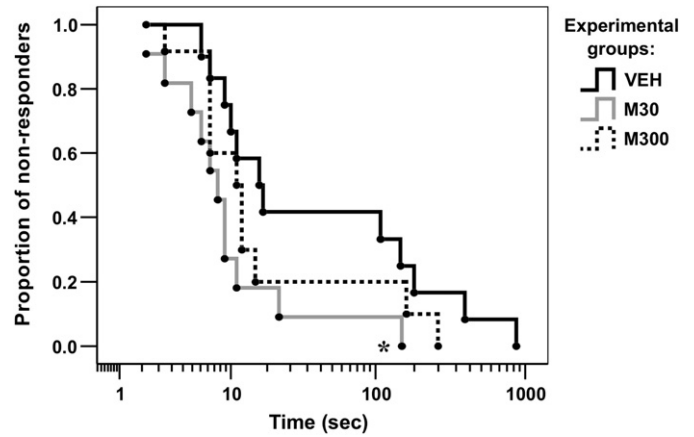 Proportion of non-responders
1.0
0.8
0.6
0.4
0.2
0.0
*
1 10 100 1000
Time (sec)
Experimental
groups:
VEH
M30
M300